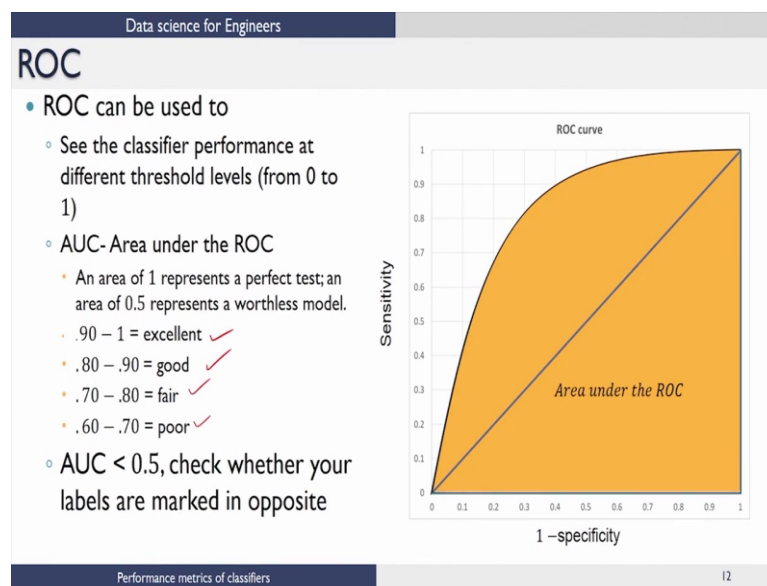 Data science for Engineers
ROC
• ROC can be used to
◦ See the classifier performance at
different threshold levels (from 0 to
1)
◦ AUC- Area under the ROC
• An area of 1 represents a perfect test; an
area of 0.5 represents a worthless model.
• .90 – 1 = excellent
• .80 – .90 = good
• .70 – .80 = fair
• .60 – .70 = poor
◦ AUC < 0.5, check whether your
labels are marked in opposite
ROC curve
1
0.9
0.8
0.7
0.6
0.5
0.4
0.3
0.2
0.1
0
Sensitivity
Area under the ROC
0 0.1 0.2 0.3 0.4 0.5 0.6 0.7 0.8 0.9 1
1 –specificity
Performance metrics of classifiers
12